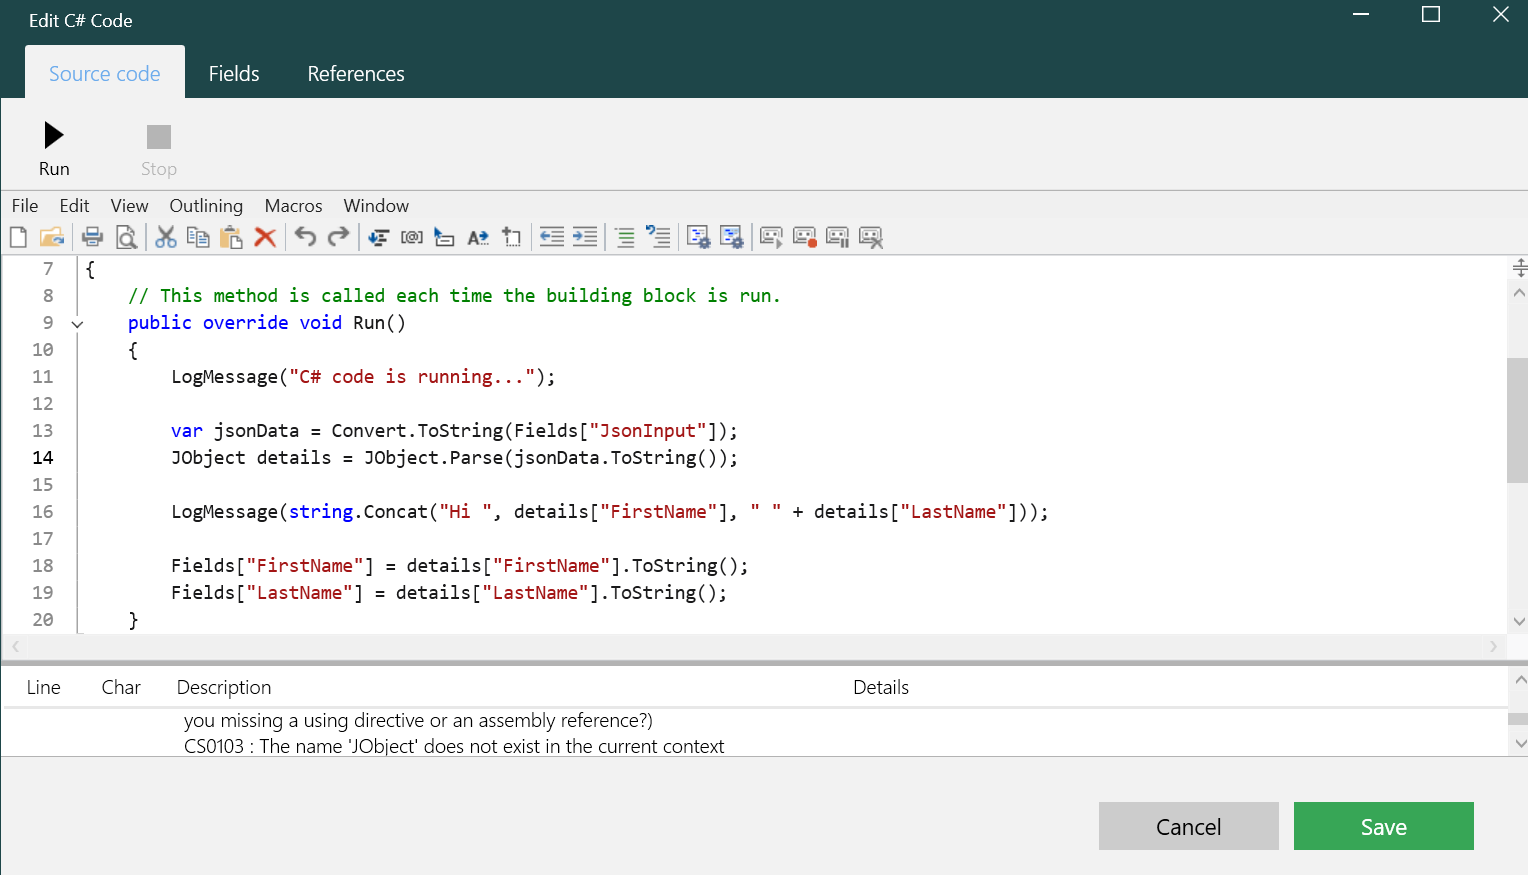 Edit C# Code
Source code Fields References
Run Stop
File Edit View Outlining Macros Window
7 {
8 // This method is called each time the building block is run.
9 public override void Run()
10 {
11 LogMessage("C# code is running...");
12
13 var jsonData = Convert.ToString(Fields["JsonInput"]);
14 JObject details = JObject.Parse(jsonData.ToString());
15
16 LogMessage(string.Concat("Hi ", details["FirstName"], " " + details["LastName"]));
17
18 Fields["FirstName"] = details["FirstName"].ToString();
19 Fields["LastName"] = details["LastName"].ToString();
20 }
Line Char Description Details
you missing a using directive or an assembly reference?)
CS0103 : The name 'JObject' does not exist in the current context
Cancel Save